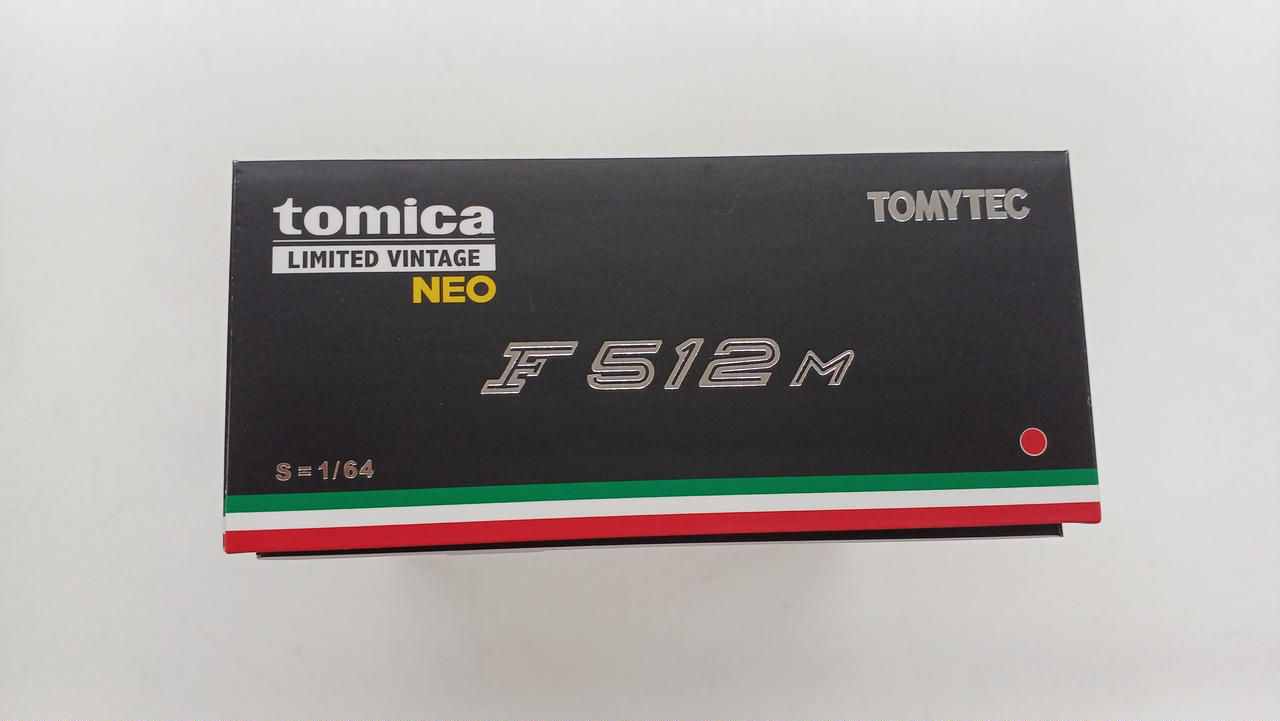 tomica
LIMITED VINTAGE
NEO
TOMYTEC
F512M
S=1/64